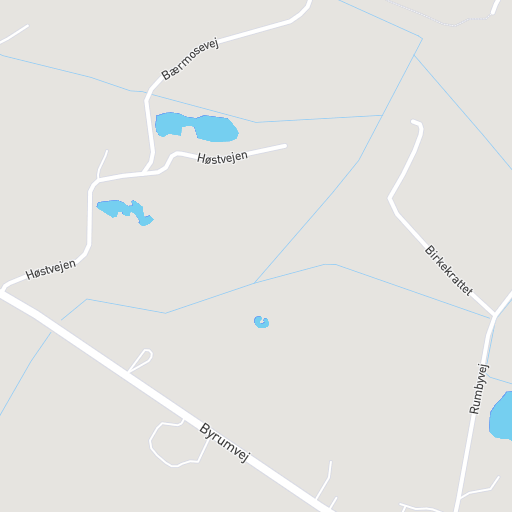 Bærmosevej
Høstvejen
Birkekrattet
Høstvejen
Rumbyvej
Byrumvej